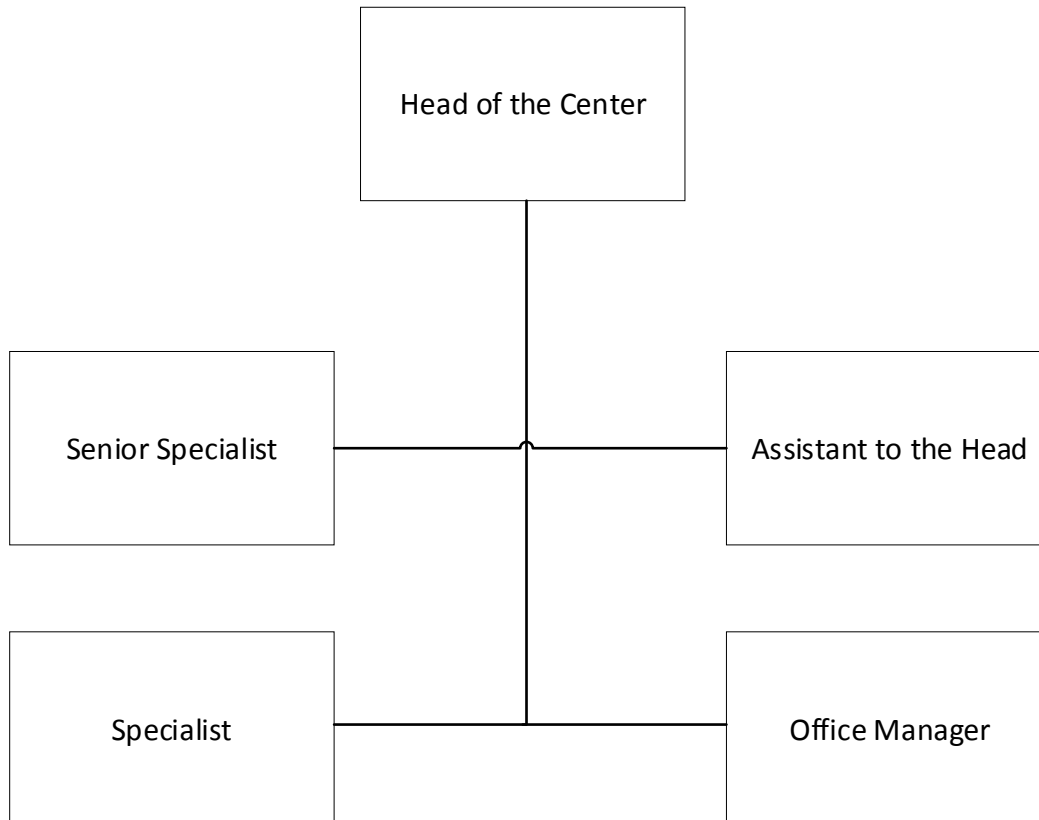 Head of the Center
Senior Specialist
Assistant to the Head
Specialist
Office Manager